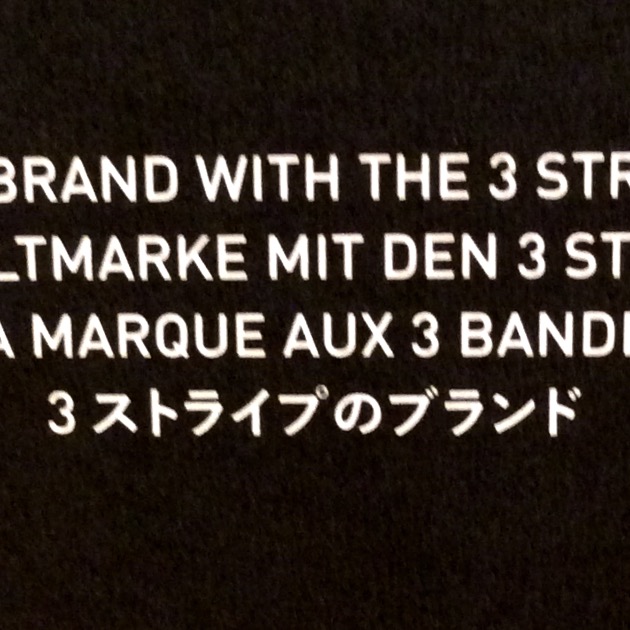 BRAND WITH THE 3 STR
LTMARKE MIT DEN 3 ST
A MARQUE AUX 3 BANDE
3 ストライプのブランド